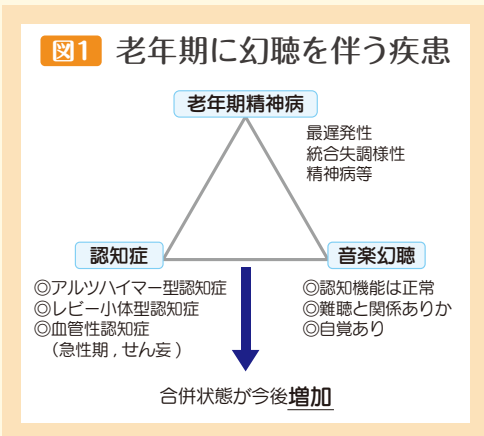 図1 老年期に幻聴を伴う疾患
老年期精神病
最遅発性
統合失調様性
精神病等
認知症
◎アルツハイマー型認知症
◎レビー小体型認知症
◎血管性認知症
（急性期 , せん妄 ）
音楽幻聴
◎認知機能は正常
◎難聴と関係ありか
◎自覚あり
合併状態が今後増加